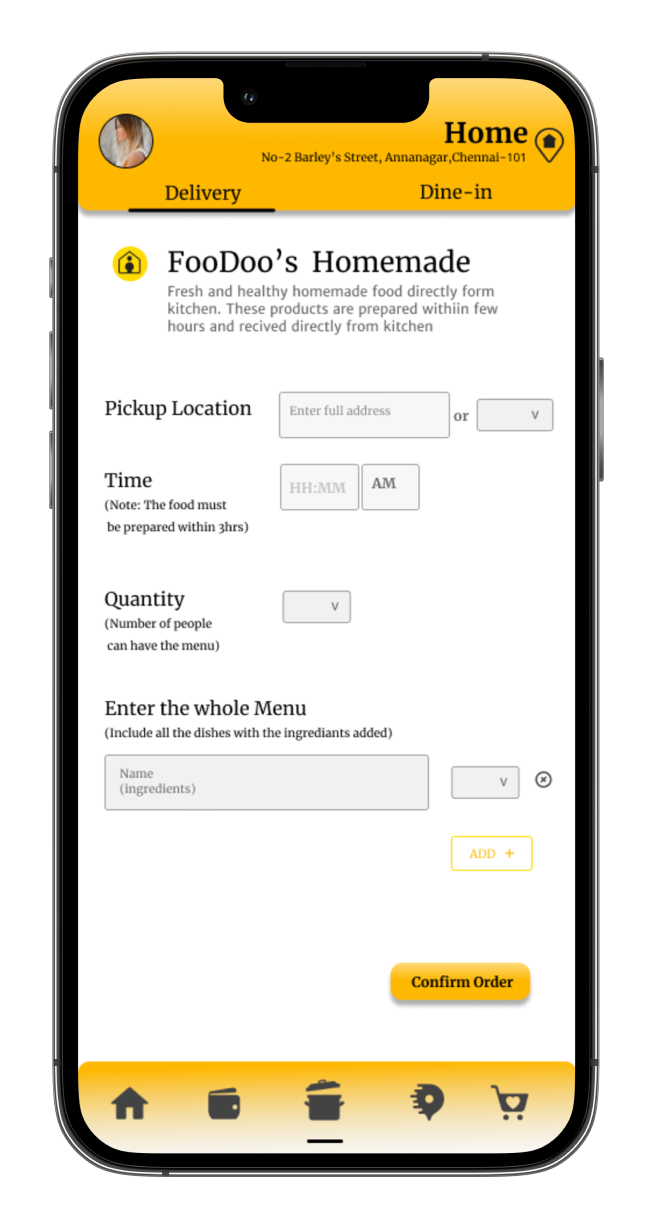 Home
No-2 Barley's Street, Annanagar,Chennai-101
Delivery
Dine-in
FooDoo's Homemade
Fresh and healthy homemade food directly form
kitchen. These products are prepared withiin few
hours and recived directly from kitchen
Pickup Location
Enter full address
or
v
Time
HH:MM
AM
(Note: The food must
be prepared within 3hrs)
Quantity
v
(Number of people
can have the menu)
Enter the whole Menu
(Include all the dishes with the ingrediants added)
Name
(ingredients)
v
ADD +
Confirm Order